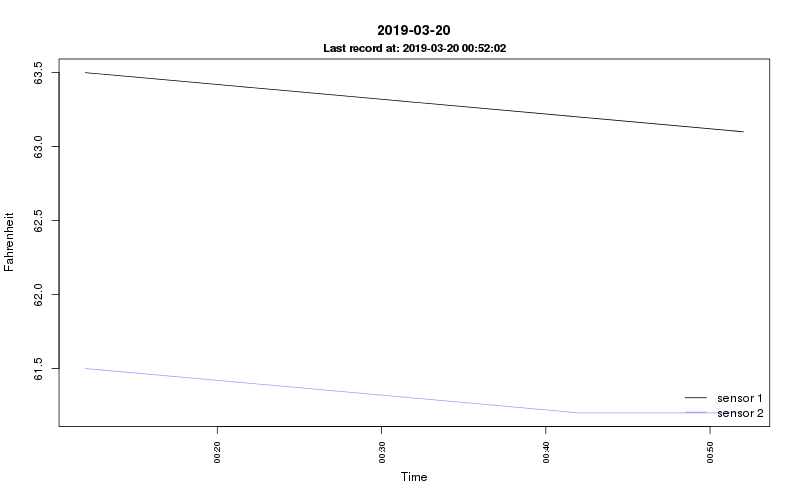 2019-03-20
Last record at: 2019-03-20 00:52:02
Fahrenheit
63.5
63.0
62.5
62.0
61.5
sensor 1
sensor 2
00:20
00:30
00:40
00:50
Time